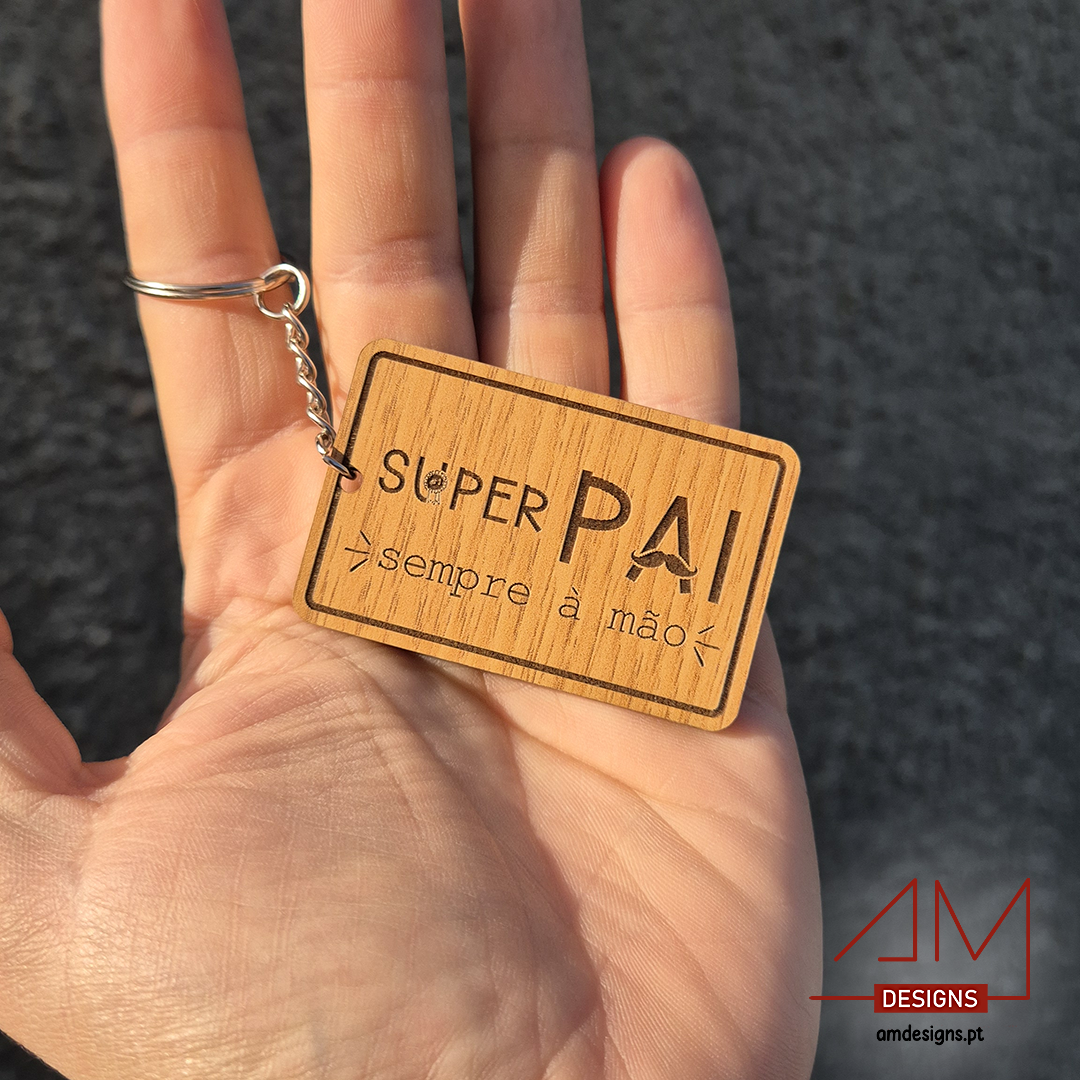 SUPER PAI
sempre à mão
AM
DESIGNS
amdesigns.pt